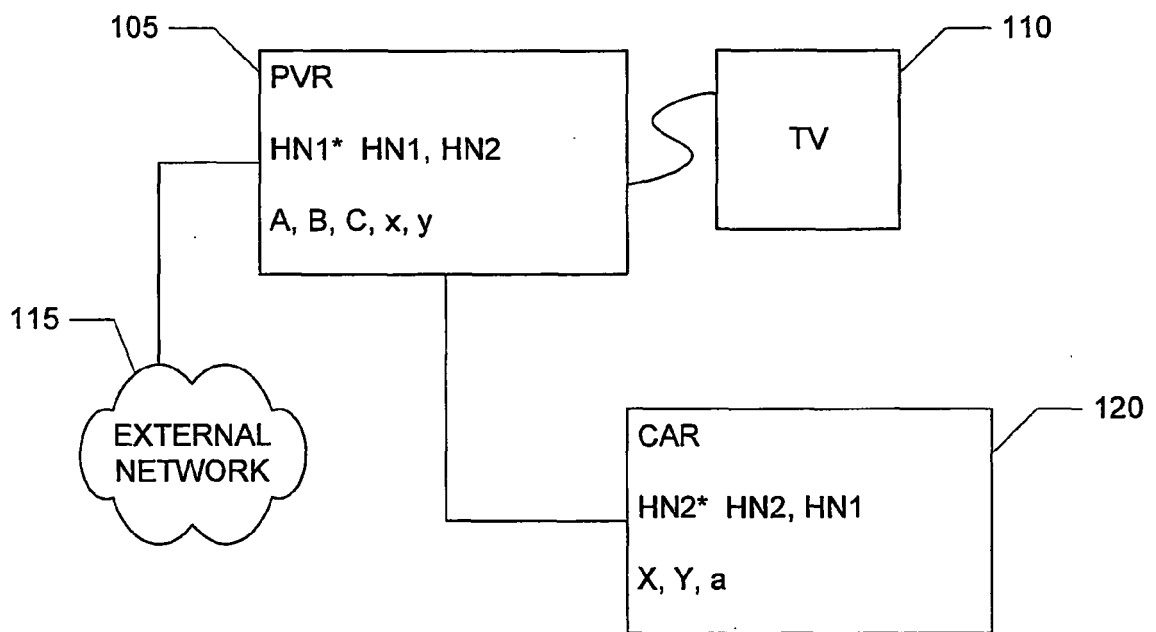 105
110
PVR
HN1* HN1, HN2
A, B, C, x, y
TV
115
EXTERNAL
NETWORK
120
CAR
HN2* HN2, HN1
X, Y, a